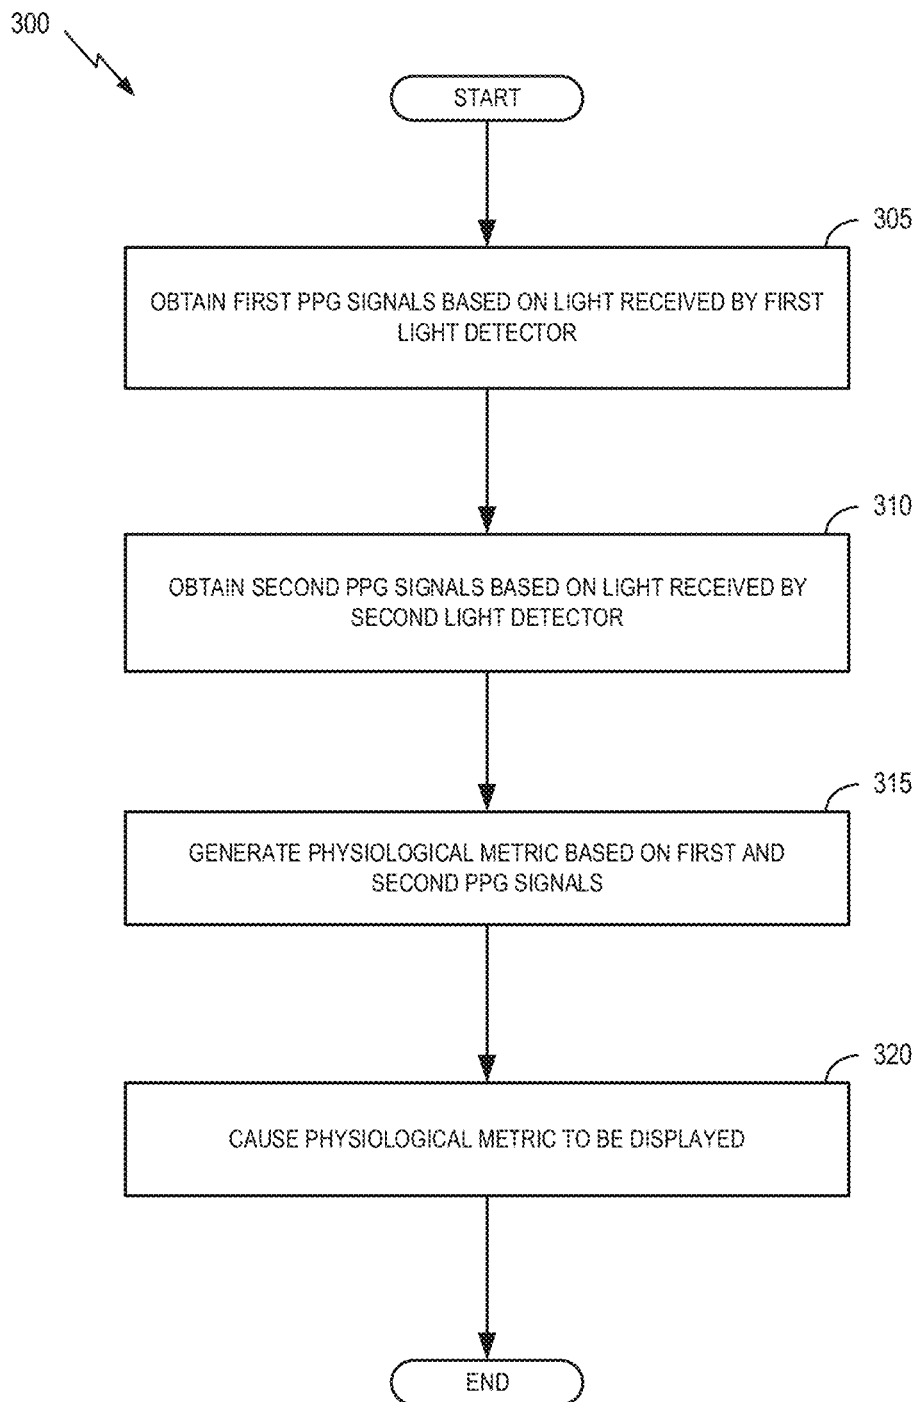 300
START
305
OBTAIN FIRST PPG SIGNALS BASED ON LIGHT RECEIVED BY FIRST
LIGHT DETECTOR
310
OBTAIN SECOND PPG SIGNALS BASED ON LIGHT RECEIVED BY
SECOND LIGHT DETECTOR
315
GENERATE PHYSIOLOGICAL METRIC BASED ON FIRST AND
SECOND PPG SIGNALS
320
CAUSE PHYSIOLOGICAL METRIC TO BE DISPLAYED
END